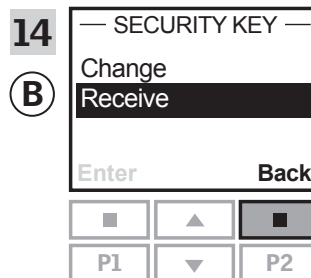 14
B
— SECURITY KEY —
Change
Receive
Enter Back
P1 P2